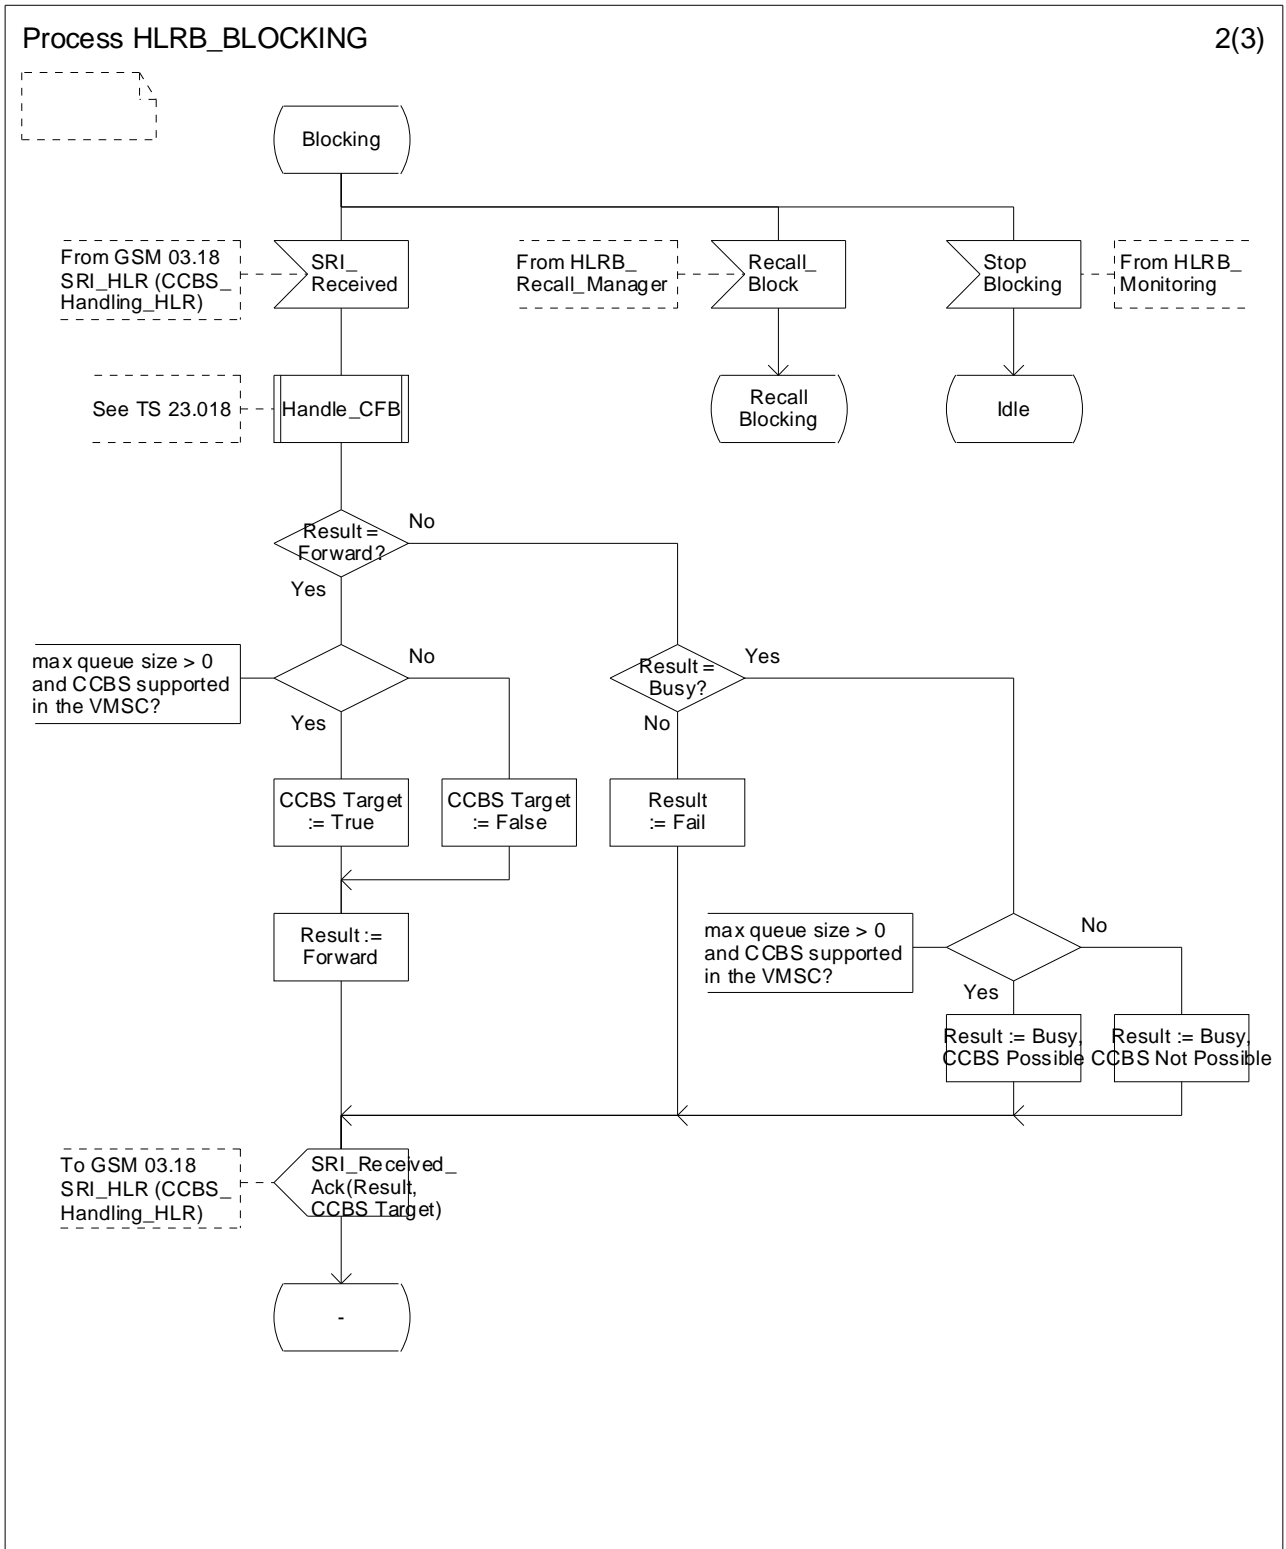 Process HLRB_BLOCKING
2(3)
Blocking
From GSM 03.18
SRI_HLR (CCBS_
Handling_HLR)
SRI_
Received
From HLRB_
Recall_Manager
Recall_
Block
Stop
Blocking
From HLRB_
Monitoring
See TS 23.018
Handle_CFB
Recall
Blocking
Idle
Result =
Forward?
No
Yes
max queue size > 0
and CCBS supported
in the VMSC?
No
Yes
Result =
Busy?
Yes
No
CCBS Target
:= True
CCBS Target
:= False
Result
:= Fail
Result :=
Forward
max queue size > 0
and CCBS supported
in the VMSC?
No
Yes
Result := Busy,
CCBS Possible
Result := Busy,
CCBS Not Possible
To GSM 03.18
SRI_HLR (CCBS_
Handling_HLR)
SRI_Received_
Ack(Result,
CCBS Target)
-